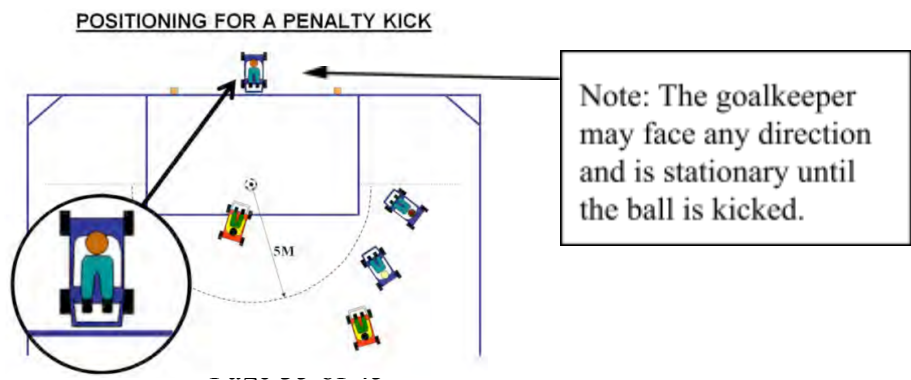 POSITIONING FOR A PENALTY KICK
Note: The goalkeeper
may face any direction
and is stationary until
the ball is kicked.
5M